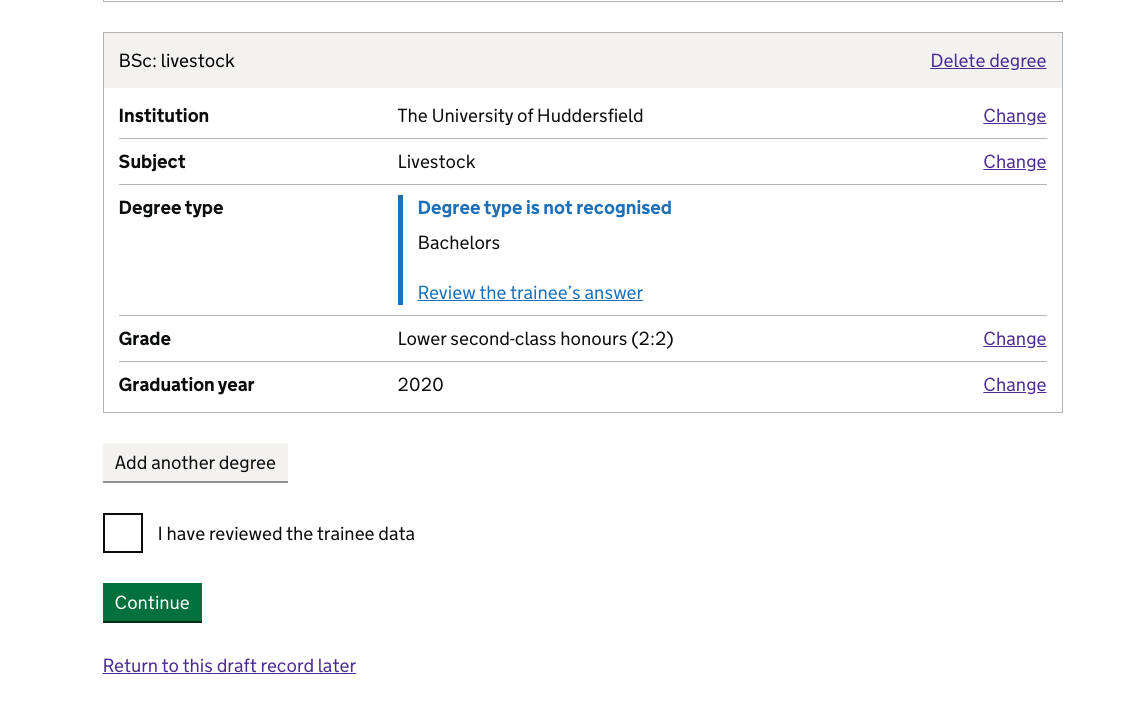 BSc: livestock Delete degree
Institution The University of Huddersfield Change
Subject Livestock Change
Degree type Degree type is not recognised
Bachelors
Review the trainee’s answer
Grade Lower second-class honours (2:2) Change
Graduation year 2020 Change
Add another degree
I have reviewed the trainee data
Continue
Return to this draft record later